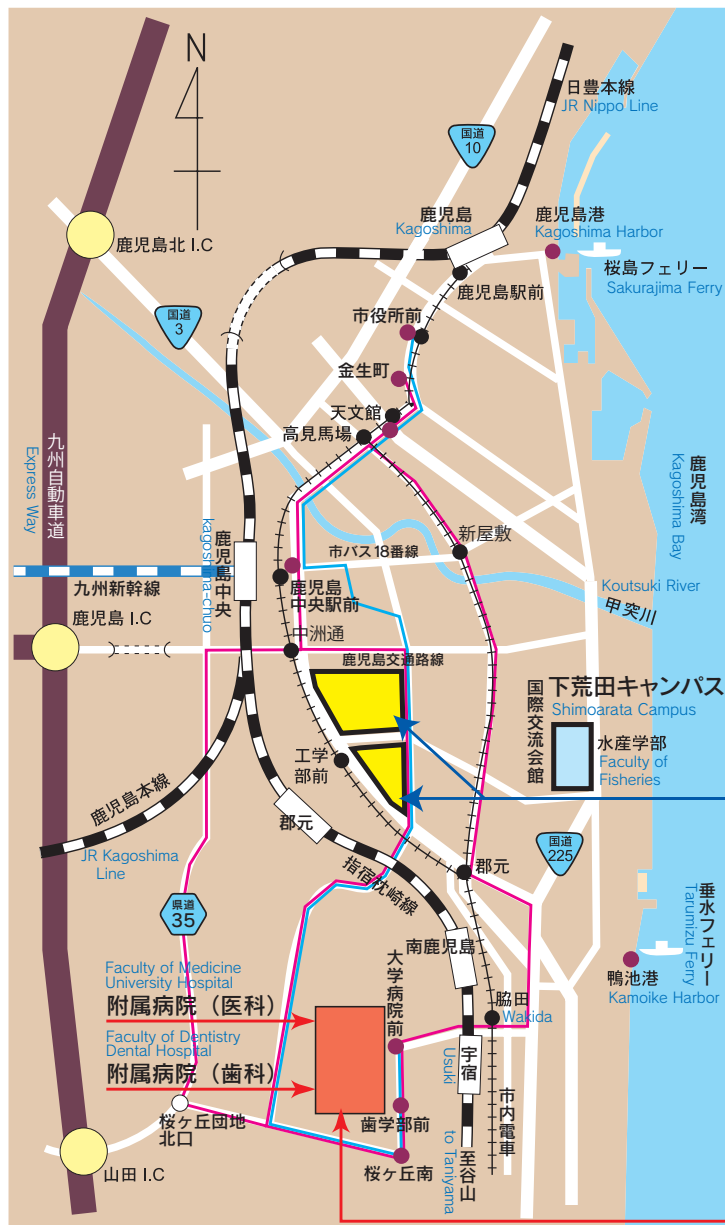 N
日豊本線
JR Nippo Line
国道
10
鹿児島
Kagoshima
鹿児島港
Kagoshima Harbor
鹿児島北 I.C
桜島フェリー
Sakurajima Ferry
鹿児島駅前
国道
3
市役所前
金生町
天文館
高見馬場
九州自動車道
Express Way
鹿児島湾
Kagoshima Bay
鹿児島中央
kagoshima-chuo
新屋敷
市バス18番線
九州新幹線
鹿児島
中央駅前
Koutsuki River
甲突川
鹿児島 I.C
中洲通
鹿児島交通路線
国際交流会館
下荒田キャンパス
Shimoarata Campus
水産学部
Faculty of
Fisheries
工学
部前
鹿児島本線
JR Kagoshima
Line
郡元
国道
225
郡元
指宿枕崎線
県道
35
垂水フェリー
Tarumizu Ferry
南鹿児島
大学病院前
鴨池港
Kamoike Harbor
Faculty of Medicine
University Hospital
附属病院（医科）
脇田
Wakida
Faculty of Dentistry
Dental Hospital
附属病院（歯科）
宇宿
Usuki
市内電車
桜ヶ丘団地
北口
歯学部前
至谷山
to Taniyama
桜ヶ丘南
山田 I.C